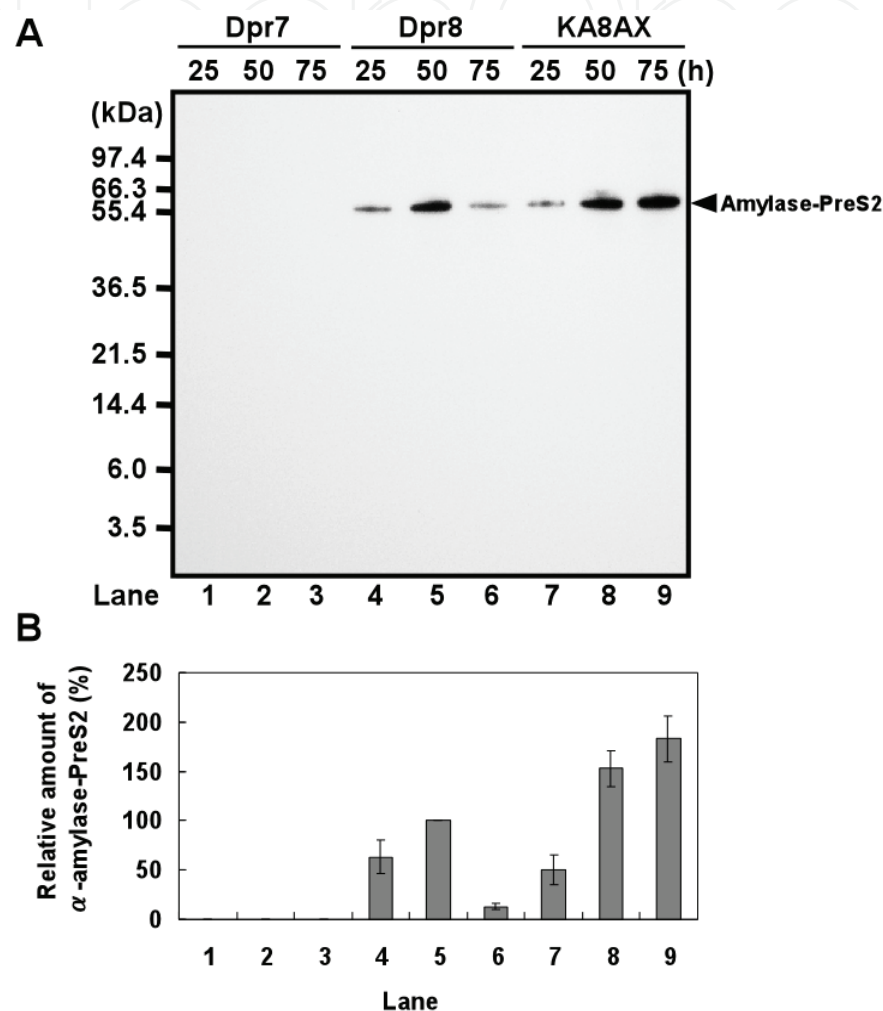 A
Dpr7 Dpr8 KA8AX
25 50 75 25 50 75 25 50 75 (h)
(kDa)
97.4
66.3
55.4
Amylase-PreS2
36.5
21.5
14.4
6.0
3.5
Lane 1 2 3 4 5 6 7 8 9
B
Relative amount of
α-amylase-PreS2 (%)
250
200
150
100
50
0
1 2 3 4 5 6 7 8 9
Lane